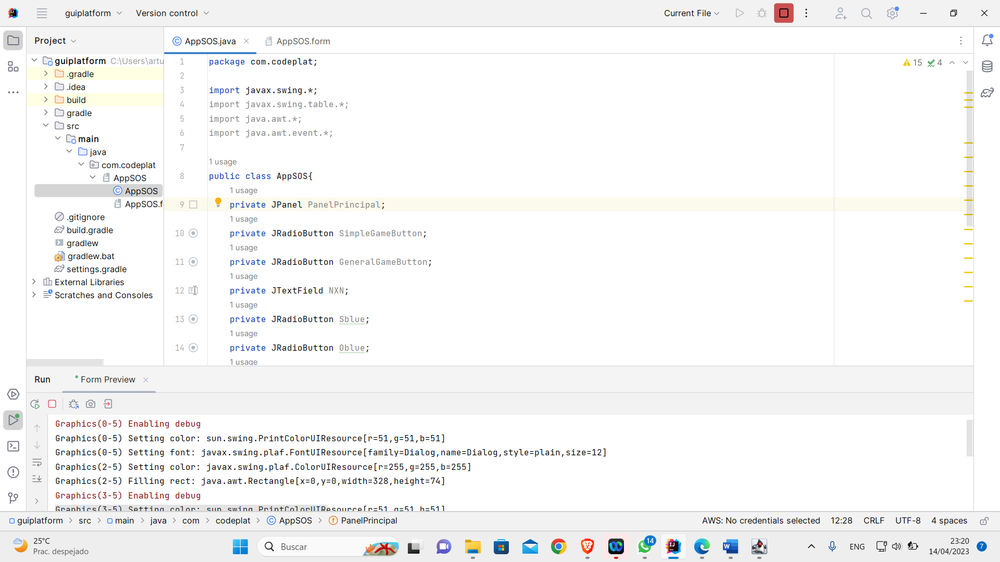 guiplatform
Version control
Current File
Project
AppSOS.java
AppSOS.form
guiplatform C:\Users\artu
.gradle
.idea
build
gradle
src
main
java
com.codeplat
AppSOS
AppSOS
AppSOS.f
.gitignore
build.gradle
gradlew
gradlew.bat
settings.gradle
External Libraries
Scratches and Consoles
15 4
1 package com.codeplat;
2
3 import javax.swing.*;
4 import javax.swing.table.*;
5 import java.awt.*;
6 import java.awt.event.*;
7
1 usage
8 public class AppSOS{
1 usage
9 private JPanel PanelPrincipal;
1 usage
10 private JRadioButton SimpleGameButton;
1 usage
11 private JRadioButton GeneralGameButton;
1 usage
12 private JTextField NXN;
1 usage
13 private JRadioButton Sblue;
1 usage
14 private JRadioButton Oblue;
1 usage
Run
Form Preview
Graphics(0-5) Enabling debug
Graphics(0-5) Setting color: sun.swing.PrintColorUIResource[r=51,g=51,b=51]
Graphics(0-5) Setting font: javax.swing.plaf.FontUIResource[family=Dialog,name=Dialog,style=plain,size=12]
Graphics(2-5) Setting color: javax.swing.plaf.ColorUIResource[r=255,g=255,b=255]
Graphics(2-5) Filling rect: java.awt.Rectangle[x=0,y=0,width=328,height=74]
Graphics(3-5) Enabling debug
Graphics(3-5) Setting color: sun.swing.PrintColorUIResource[r=51,g=51,b=51]
guiplatform > src > main > java > com > codeplat > AppSOS > PanelPrincipal
AWS: No credentials selected 12:28 CRLF UTF-8 4 spaces
25°C
Prac. despejado
Buscar
14
ENG
23:20
14/04/2023
7